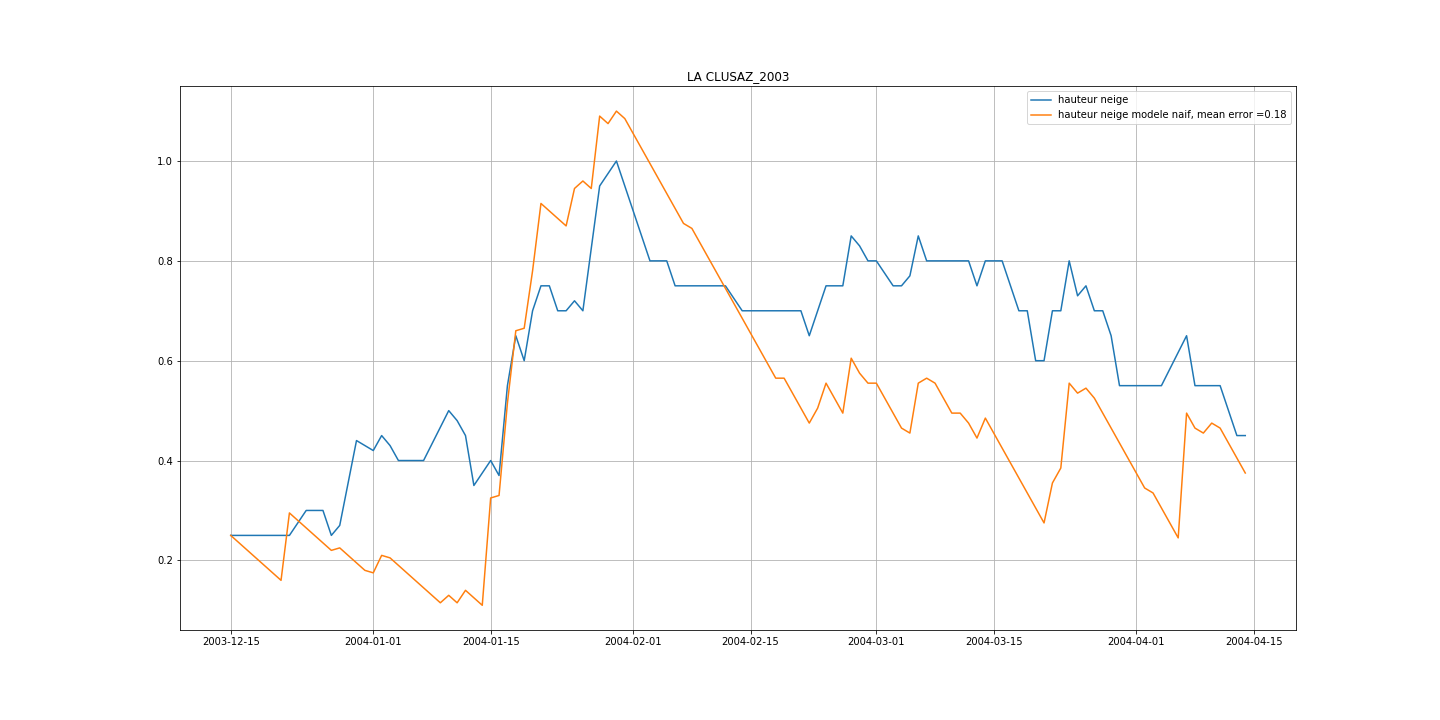 LA CLUSAZ_2003
hauteur neige
hauteur neige modele naif, mean error =0.18
1.0
0.8
0.6
0.4
0.2
2003-12-15 2004-01-01 2004-01-15 2004-02-01 2004-02-15 2004-03-01 2004-03-15 2004-04-01 2004-04-15